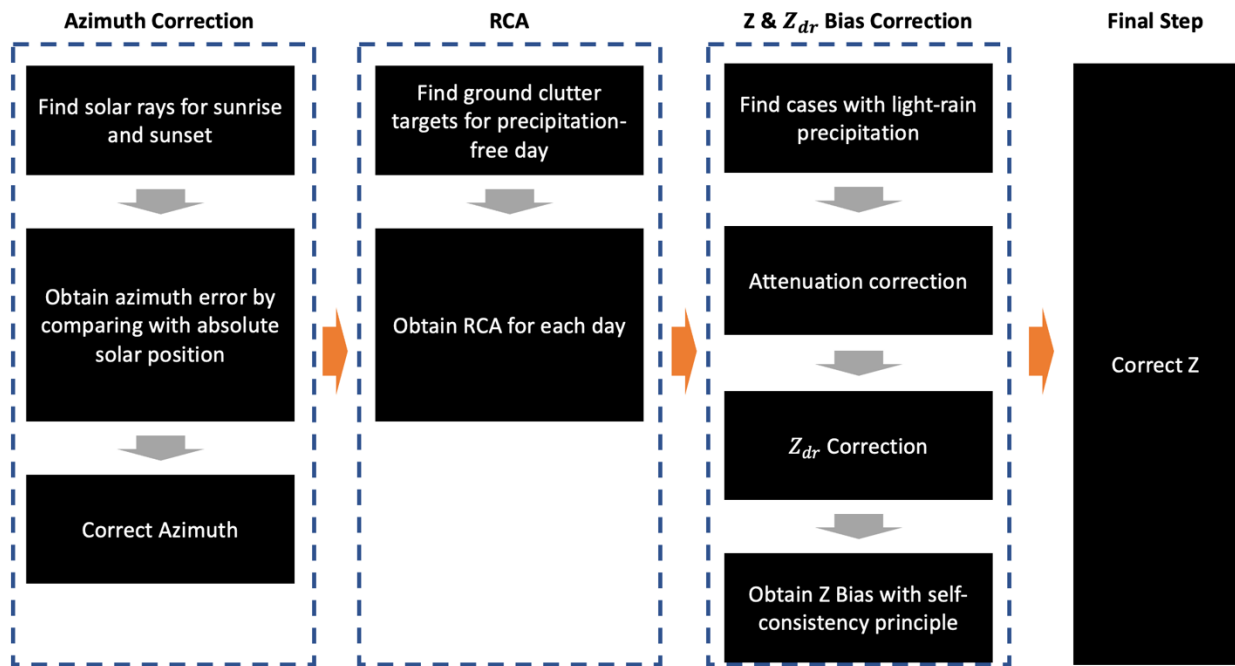 Azimuth Correction
Find solar rays for sunrise
and sunset
Obtain azimuth error by
comparing with absolute
solar position
Correct Azimuth
RCA
Find ground clutter
targets for precipitation-
free day
Obtain RCA for each day
Z & Z_dr Bias Correction
Find cases with light-rain
precipitation
Attenuation correction
Z_dr Correction
Obtain Z Bias with self-
consistency principle
Final Step
Correct Z